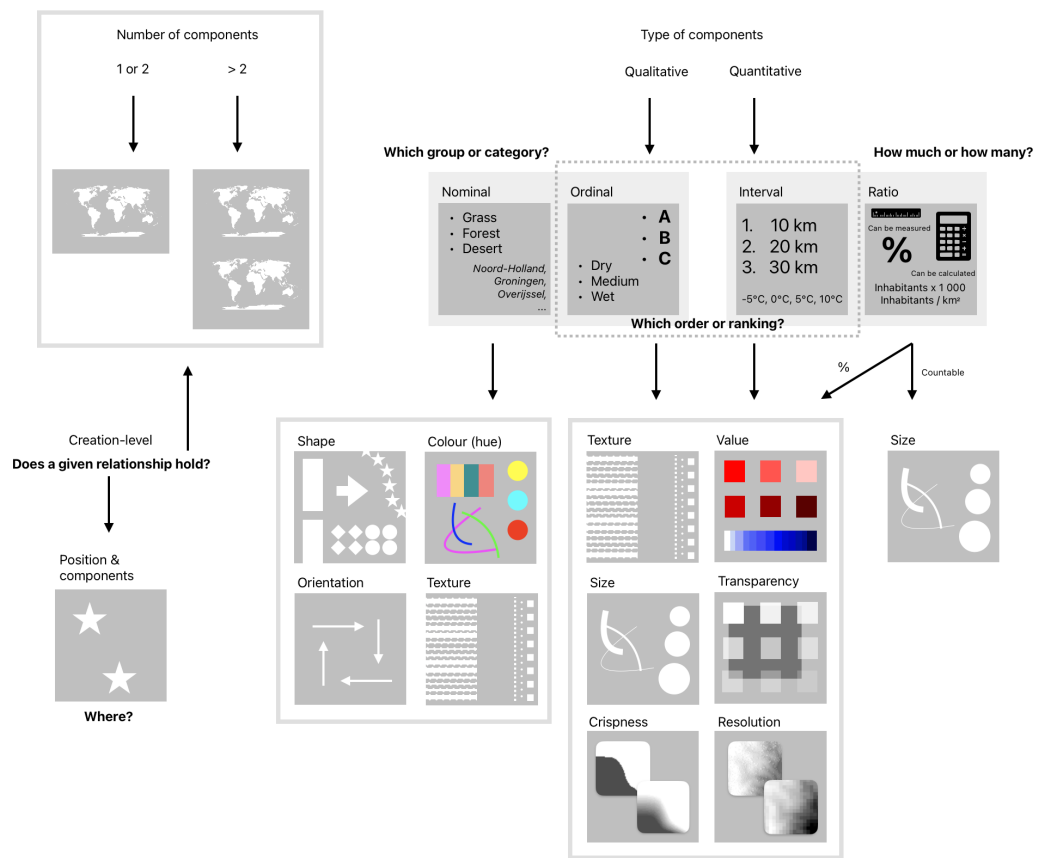 Number of components
1 or 2
> 2
Type of components
Qualitative
Quantitative
Which group or category?
How much or how many?
Nominal
• Grass
• Forest
• Desert
Noord-Holland,
Groningen,
Overijssel,
...
Ordinal
• A
• B
• C
• Dry
• Medium
• Wet
Interval
1. 10 km
2. 20 km
3. 30 km
-5°C, 0°C, 5°C, 10°C
Ratio
Can be measured
%
Can be calculated
Inhabitants x 1 000
Inhabitants / km²
Which order or ranking?
%
Countable
Creation-level
Does a given relationship hold?
Position &
components
Where?
Shape
Colour (hue)
Orientation
Texture
Texture
Value
Size
Transparency
Crispness
Resolution
Size